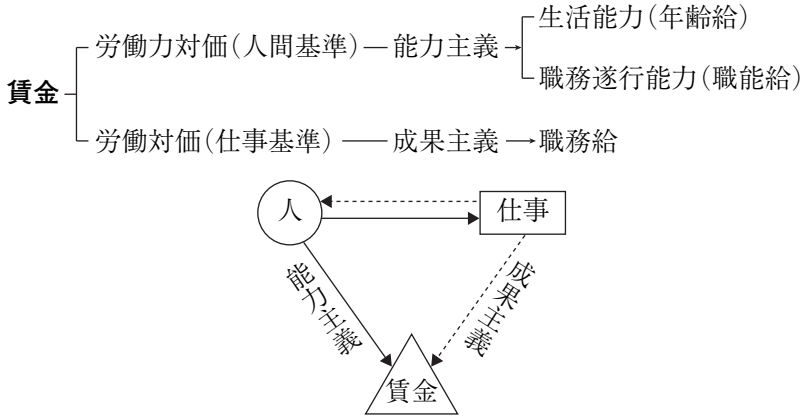 生活能力（年齢給）
労働力対価（人間基準）―能力主義
職務遂行能力（職能給）
賃金
労働対価（仕事基準）――成果主義
職務給
人
仕事
能力主義
成果主義
賃金